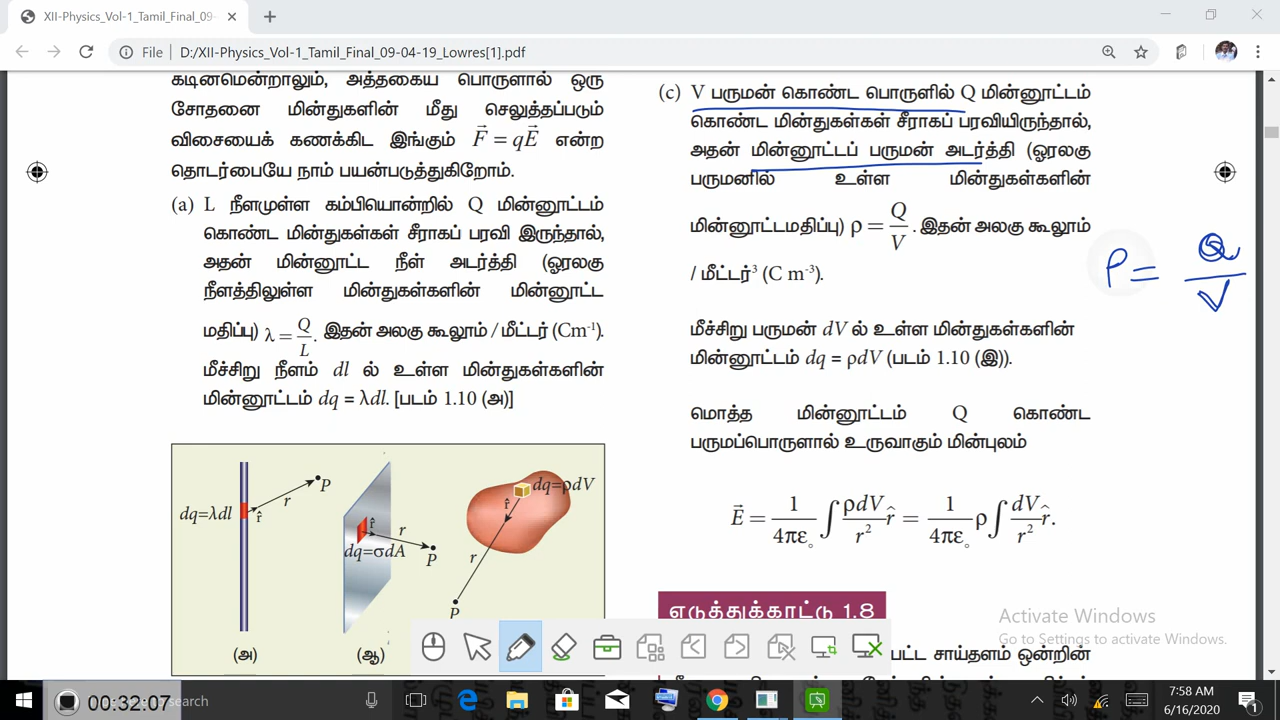 XII-Physics_Vol-1_Tamil_Final_09-
File
D:/XII-Physics_Vol-1_Tamil_Final_09-04-19_Lowres[1].pdf
கடினமென்றாலும், அத்தகைய பொருளால் ஒரு
சோதனை மின்துகளின் மீது செலுத்தப்படும்
விசையைக் கணக்கிட இங்கும் F⃗ = qE⃗ என்ற
தொடர்பையே நாம் பயன்படுத்துகிறோம்.
(a) L நீளமுள்ள கம்பியொன்றில் Q மின்னூட்டம்
கொண்ட மின்துகள்கள் சீராகப் பரவி இருந்தால்,
அதன் மின்னூட்ட நீள் அடர்த்தி (ஓரலகு
நீளத்திலுள்ள மின்துகள்களின் மின்னூட்ட
மதிப்பு) λ = Q/L. இதன் அலகு கூலூம் / மீட்டர் (Cm⁻¹).
மீச்சிறு நீளம் dl ல் உள்ள மின்துகள்களின்
மின்னூட்டம் dq = λdl. [படம் 1.10 (அ)]
dq=λdl
r̂
r
P
(அ)
r̂
r
dq=σdA
P
(ஆ)
dq=ρdV
r̂
r
P
(c) V பருமன் கொண்ட பொருளில் Q மின்னூட்டம்
கொண்ட மின்துகள்கள் சீராகப் பரவியிருந்தால்,
அதன் மின்னூட்டப் பருமன் அடர்த்தி (ஓரலகு
பருமனில் உள்ள மின்துகள்களின்
மின்னூட்டமதிப்பு) ρ = Q/V. இதன் அலகு கூலூம்
/ மீட்டர்³ (C m⁻³).
ρ = Q/V
மீச்சிறு பருமன் dV ல் உள்ள மின்துகள்களின்
மின்னூட்டம் dq = ρdV (படம் 1.10 (இ)).
மொத்த மின்னூட்டம் Q கொண்ட
பருமப்பொருளால் உருவாகும் மின்புலம்
E⃗ = 1/4πε∘ ∫ ρdV/r² r̂ = 1/4πε∘ ρ ∫ dV/r² r̂.
எடுத்துக்காட்டு 1.8
பட்ட சாய்தளம் ஒன்றின்
Activate Windows
Go to Settings to activate Windows.
00:32:07
search
7:58 AM
6/16/2020